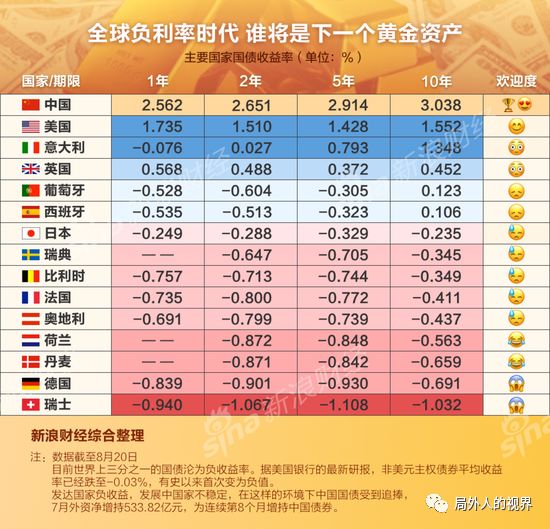 全球负利率时代 谁将是下一个黄金资产
主要国家国债收益率（单位：%）
国家/期限 1年 2年 5年 10年 欢迎度
中国 2.562 2.651 2.914 3.038
美国 1.735 1.510 1.428 1.552
意大利 -0.076 0.027 0.793 1.348
英国 0.568 0.488 0.372 0.452
葡萄牙 -0.528 -0.604 -0.305 0.123
西班牙 -0.535 -0.513 -0.323 0.106
日本 -0.249 -0.288 -0.329 -0.235
瑞典 —— -0.647 -0.705 -0.345
比利时 -0.757 -0.713 -0.744 -0.349
法国 -0.735 -0.800 -0.772 -0.411
奥地利 -0.691 -0.799 -0.739 -0.437
荷兰 —— -0.872 -0.848 -0.563
丹麦 —— -0.871 -0.842 -0.659
德国 -0.839 -0.901 -0.930 -0.691
瑞士 -0.940 -1.067 -1.108 -1.032
sina新浪财经
新浪财经综合整理
注：数据截至8月20日
目前世界上三分之一的国债沦为负收益率。据美国银行的最新研报，非美元主权债券平均收
益率已经跌至-0.03%，有史以来首次变为负值。
发达国家负收益，发展中国家不稳定，在这样的环境下中国国债受到追捧，
7月外资净增持533.82亿元，为连续第8个月增持中国债券。
局外人的视界